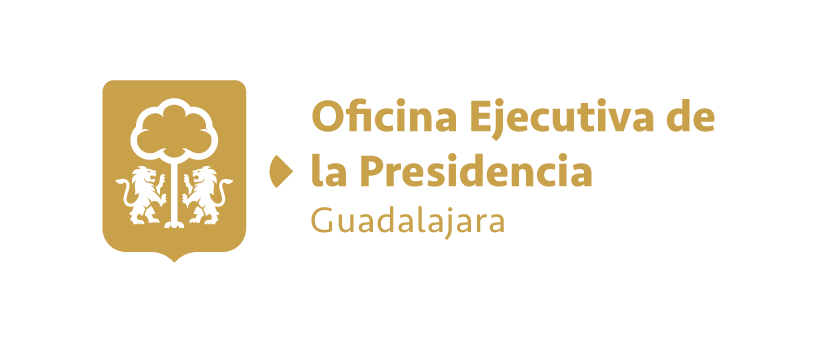 Oficina Ejecutiva de
la Presidencia
Guadalajara